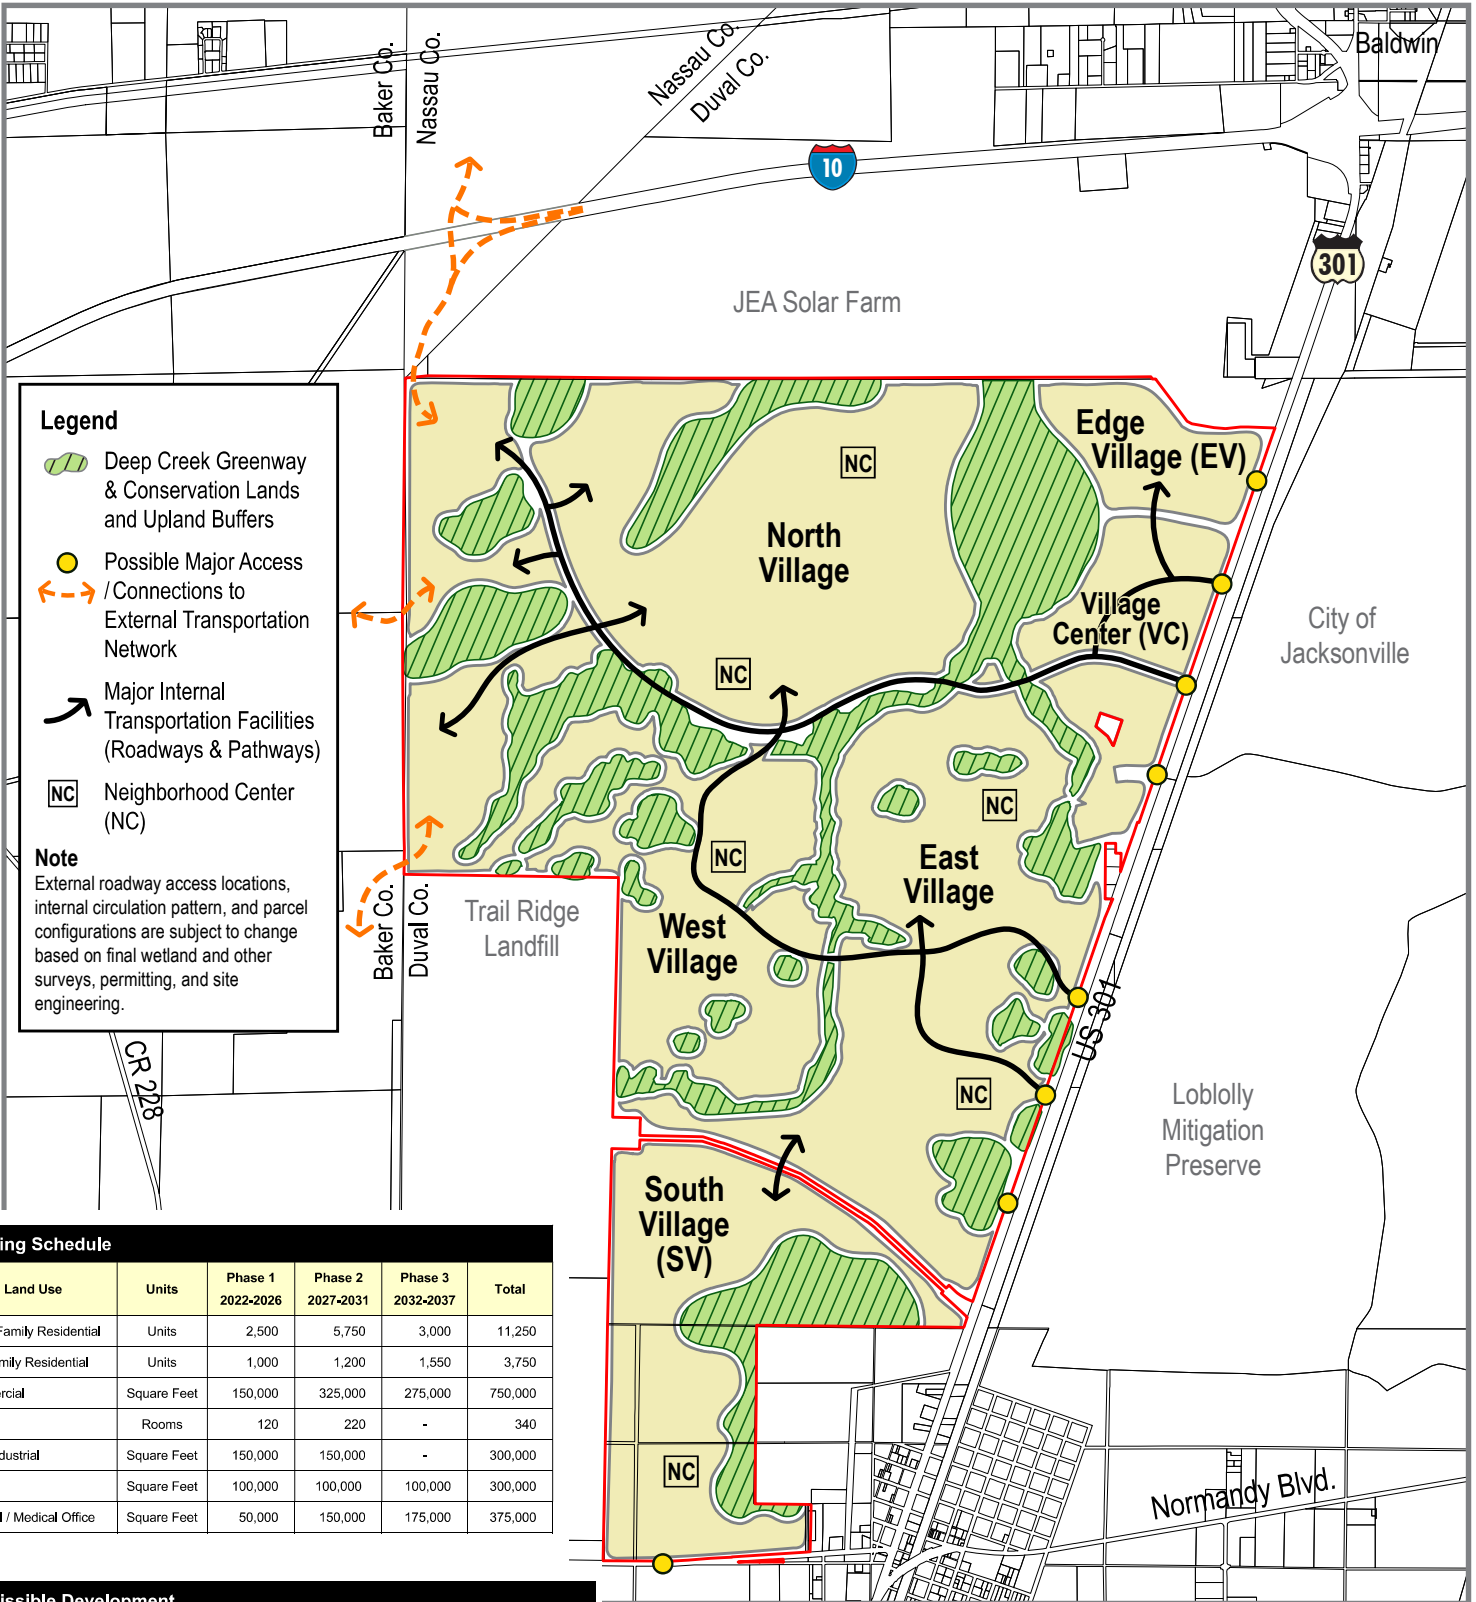 Baldwin
Baker Co.
Nassau Co.
Nassau Co.
Duval Co.
10
301
JEA Solar Farm
Legend
Deep Creek Greenway
& Conservation Lands
and Upland Buffers
Possible Major Access
/ Connections to
External Transportation
Network
Major Internal
Transportation Facilities
(Roadways & Pathways)
NC
Neighborhood Center
(NC)
Note
External roadway access locations,
internal circulation pattern, and parcel
configurations are subject to change
based on final wetland and other
surveys, permitting, and site
engineering.
Edge
Village (EV)
NC
North
Village
Village
Center (VC)
City of
Jacksonville
NC
NC
NC
East
Village
West
Village
Trail Ridge
Landfill
Baker Co.
Duval Co.
US 301
CR 228
NC
Loblolly
Mitigation
Preserve
South
Village
(SV)
NC
Normandy Blvd.
ing Schedule
Land Use Units Phase 1 2022-2026 Phase 2 2027-2031 Phase 3 2032-2037 Total
Family Residential Units 2,500 5,750 3,000 11,250
mily Residential Units 1,000 1,200 1,550 3,750
ercial Square Feet 150,000 325,000 275,000 750,000
Rooms 120 220 - 340
dustrial Square Feet 150,000 150,000 - 300,000
Square Feet 100,000 100,000 100,000 300,000
l / Medical Office Square Feet 50,000 150,000 175,000 375,000
issible Development